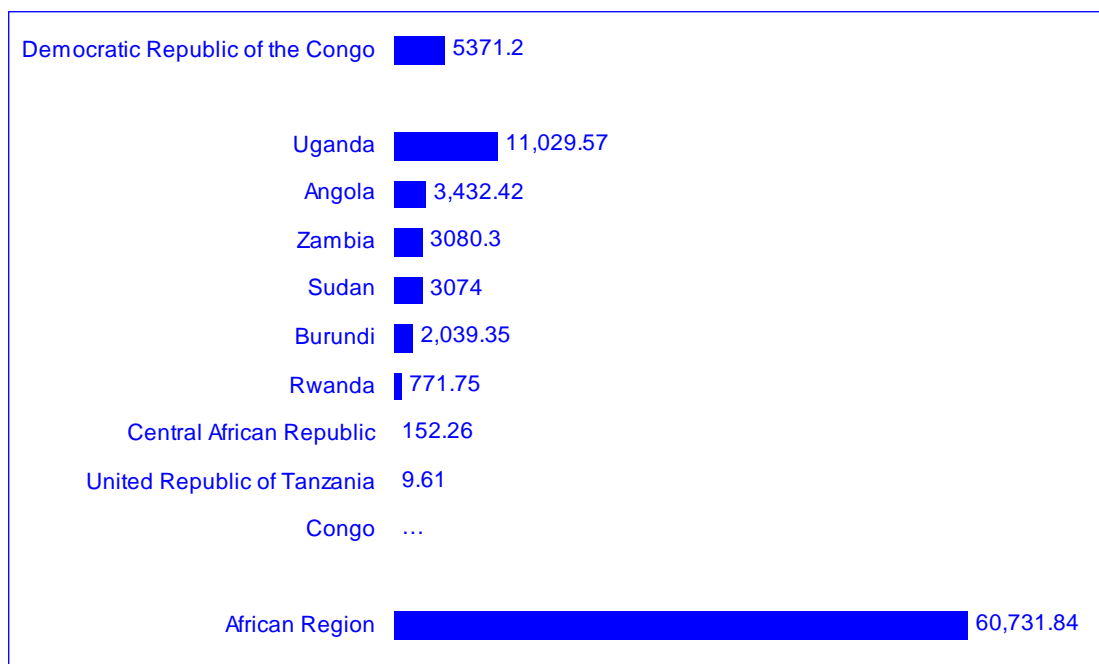 Democratic Republic of the Congo 5371.2
Uganda 11,029.57
Angola 3,432.42
Zambia 3080.3
Sudan 3074
Burundi 2,039.35
Rwanda 771.75
Central African Republic 152.26
United Republic of Tanzania 9.61
Congo …
African Region 60,731.84